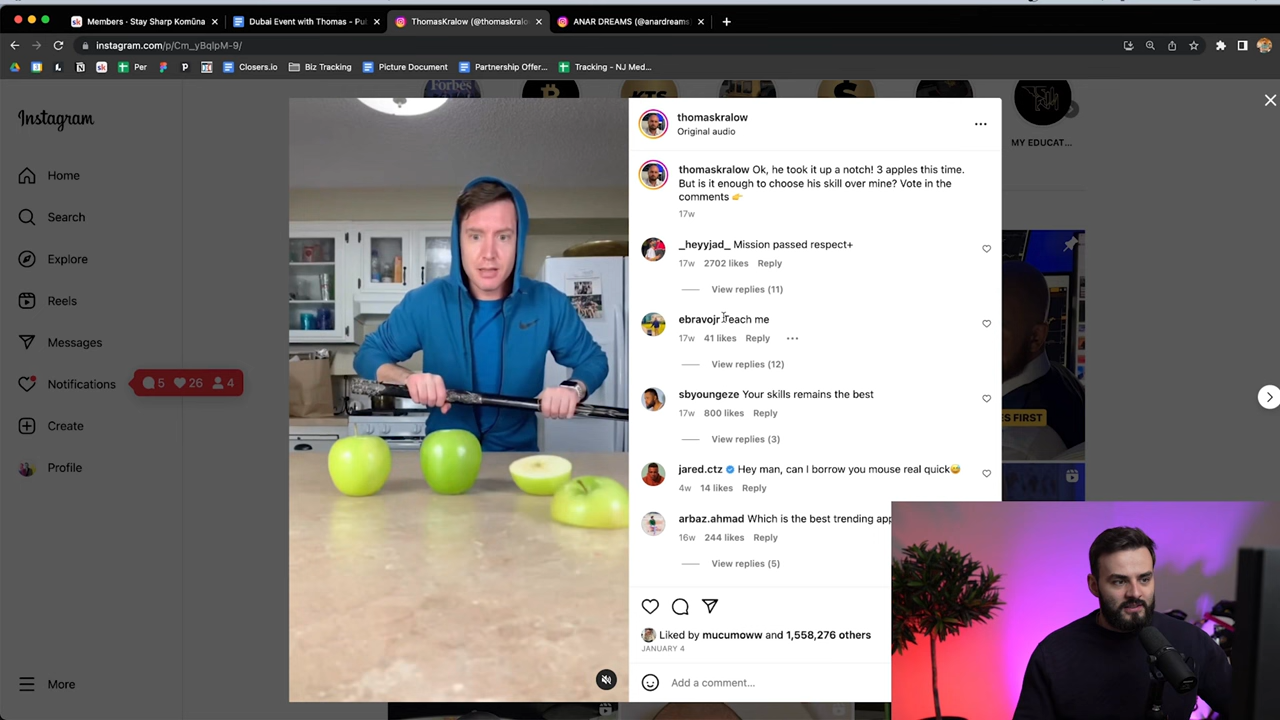 Members - Stay Sharp Komūna
Dubai Event with Thomas - Pu
ThomasKralow (@thomaskralo
ANAR DREAMS (@anardreams
instagram.com/p/Cm_yBqlpM-9/
Per
Closers.io
Biz Tracking
Picture Document
Partnership Offer...
Tracking - NJ Med...
Forbes
KTS
Instagram
MY EDUCAT...
Home
Search
Explore
Reels
Messages
Notifications
5 26 4
Create
Profile
More
thomaskralow
Original audio
thomaskralow Ok, he took it up a notch! 3 apples this time.
But is it enough to choose his skill over mine? Vote in the
comments 👉
17w
_heyyjad_ Mission passed respect+
17w 2702 likes Reply
View replies (11)
ebravojr Teach me
17w 41 likes Reply ...
View replies (12)
sbyoungeze Your skills remains the best
17w 800 likes Reply
View replies (3)
jared.ctz Hey man, can I borrow you mouse real quick😅
4w 14 likes Reply
arbaz.ahmad Which is the best trending app
16w 244 likes Reply
View replies (5)
Liked by mucumoww and 1,558,276 others
JANUARY 4
Add a comment...
S FIRST